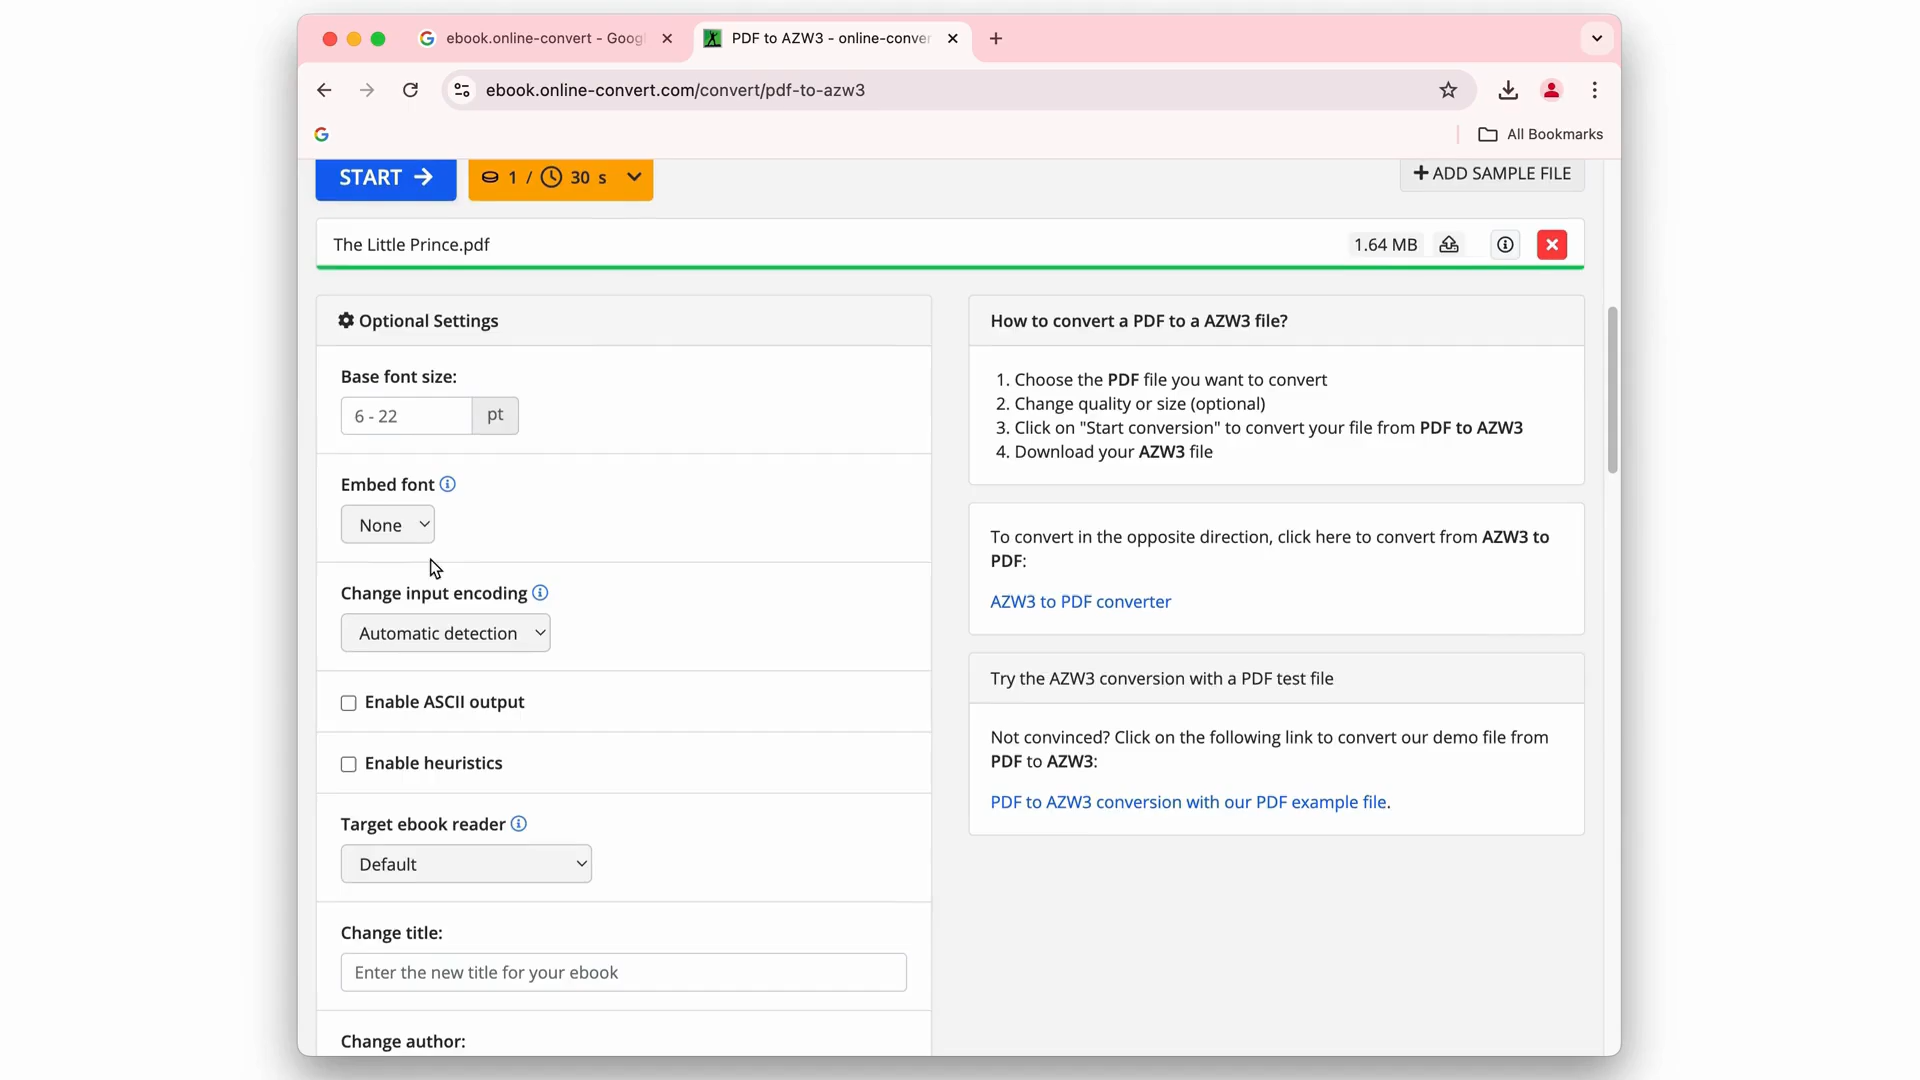 ebook.online-convert - Goog
PDF to AZW3 - online-conver
ebook.online-convert.com/convert/pdf-to-azw3
All Bookmarks
START
1 / 30 s
ADD SAMPLE FILE
The Little Prince.pdf
1.64 MB
Optional Settings
Base font size:
6 - 22
pt
Embed font
None
Change input encoding
Automatic detection
Enable ASCII output
Enable heuristics
Target ebook reader
Default
Change title:
Enter the new title for your ebook
Change author:
How to convert a PDF to a AZW3 file?
1. Choose the PDF file you want to convert
2. Change quality or size (optional)
3. Click on "Start conversion" to convert your file from PDF to AZW3
4. Download your AZW3 file
To convert in the opposite direction, click here to convert from AZW3 to
PDF:
AZW3 to PDF converter
Try the AZW3 conversion with a PDF test file
Not convinced? Click on the following link to convert our demo file from
PDF to AZW3:
PDF to AZW3 conversion with our PDF example file.